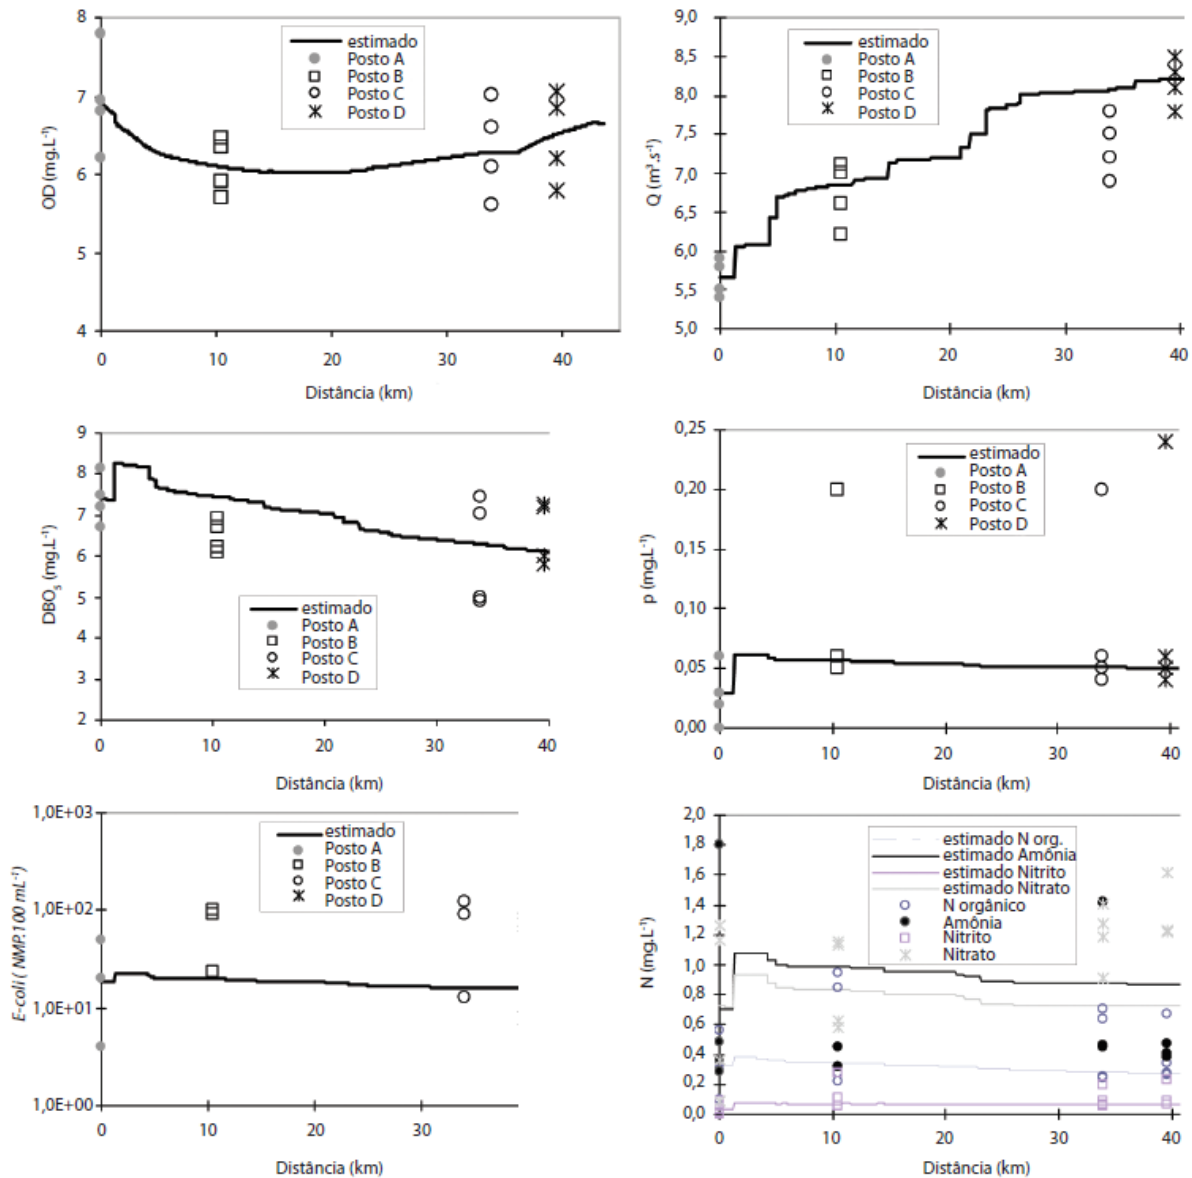 8
7
6
5
4
OD (mg.L⁻¹)
estimado
Posto A
Posto B
Posto C
Posto D
0
10
20
30
40
Distância (km)
9,0
8,5
8,0
7,5
7,0
6,5
6,0
5,5
5,0
Q (m³.s⁻¹)
estimado
Posto A
Posto B
Posto C
Posto D
0
10
20
30
40
Distância (km)
9
8
7
6
5
4
3
2
DBO₅ (mg.L⁻¹)
estimado
Posto A
Posto B
Posto C
Posto D
0
10
20
30
40
Distância (km)
0,25
0,20
0,15
0,10
0,05
0,00
p (mg.L⁻¹)
estimado
Posto A
Posto B
Posto C
Posto D
0
10
20
30
40
Distância (km)
1,0E+03
1,0E+02
1,0E+01
1,0E+00
E-coli ( NMP.100 mL⁻¹)
estimado
Posto A
Posto B
Posto C
Posto D
0
10
20
30
Distância (km)
2,0
1,8
1,6
1,4
1,2
1,0
0,8
0,6
0,4
0,2
0,0
N (mg.L⁻¹)
estimado N org.
estimado Amônia
estimado Nitrito
estimado Nitrato
N orgânico
Amônia
Nitrito
Nitrato
0
10
20
30
40
Distância (km)